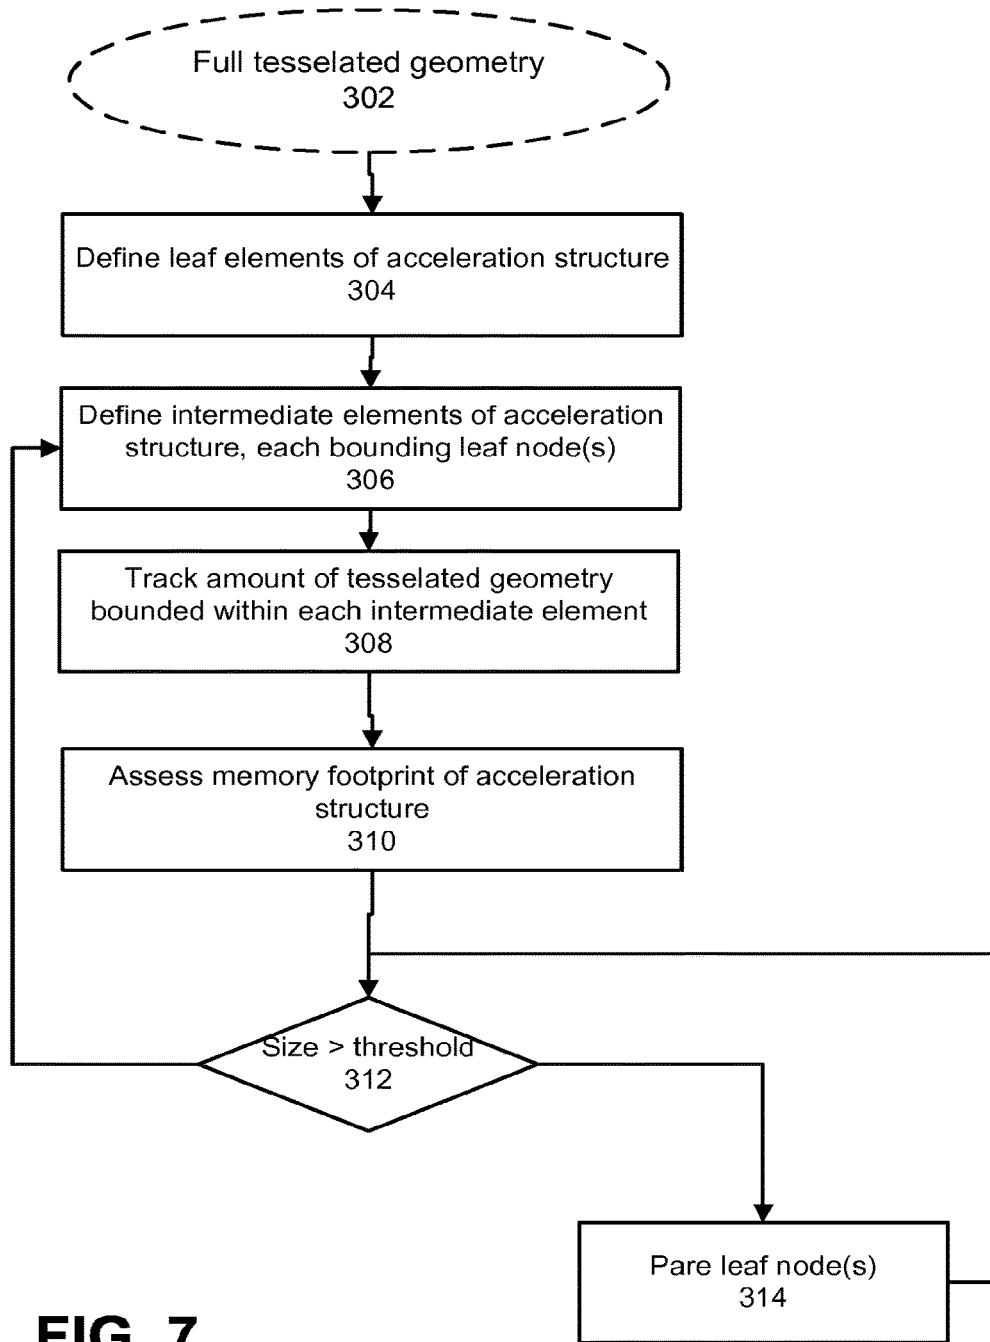 Full tesselated geometry
302
Define leaf elements of acceleration structure
304
Define intermediate elements of acceleration
structure, each bounding leaf node(s)
306
Track amount of tesselated geometry
bounded within each intermediate element
308
Assess memory footprint of acceleration
structure
310
Size > threshold
312
Pare leaf node(s)
314
FIG. 7